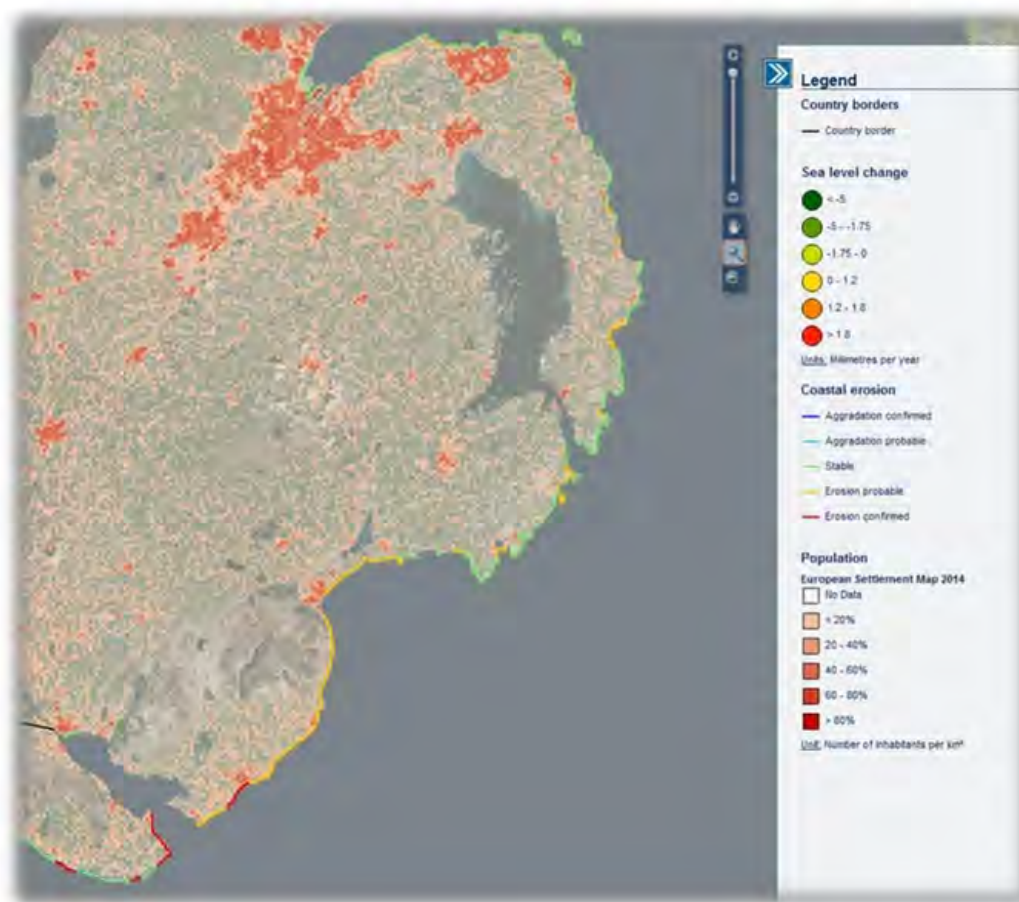 Legend
Country borders
Country border
Sea level change
< -5
-5 - -1.75
-1.75 - 0
0 - 1.2
1.2 - 1.8
> 1.8
Units: Millimetres per year
Coastal erosion
Aggradation confirmed
Aggradation probable
Stable
Erosion probable
Erosion confirmed
Population
European Settlement Map 2014
No Data
< 20%
20 - 40%
40 - 60%
60 - 80%
> 80%
Unit: Number of inhabitants per km²